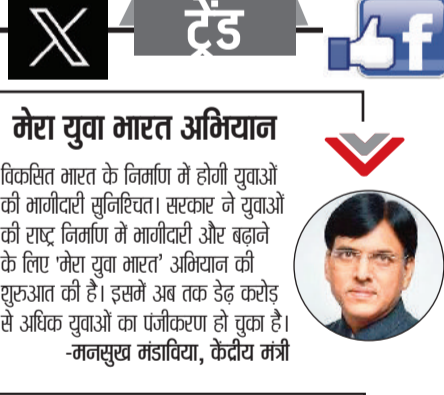 X
ट्रेंड
f
मेरा युवा भारत अभियान
विकसित भारत के निर्माण में होगी युवाओं
की भागीदारी सुनिश्चित। सरकार ने युवाओं
की राष्ट्र निर्माण में भागीदारी और बढ़ाने
के लिए 'मेरा युवा भारत’ अभियान की
शुरुआत की है। इसमें अब तक डेढ़ करोड़
से अधिक युवाओं का पंजीकरण हो चुका है।
-मनसुख मंडाविया, केंद्रीय मंत्री